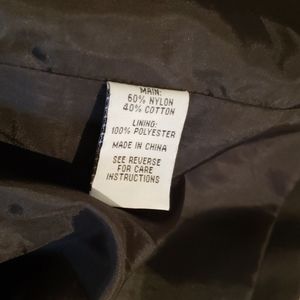 MAIN:
60% NYLON
40% COTTON
LINING:
100% POLYESTER
MADE IN CHINA
SEE REVERSE
FOR CARE
INSTRUCTIONS